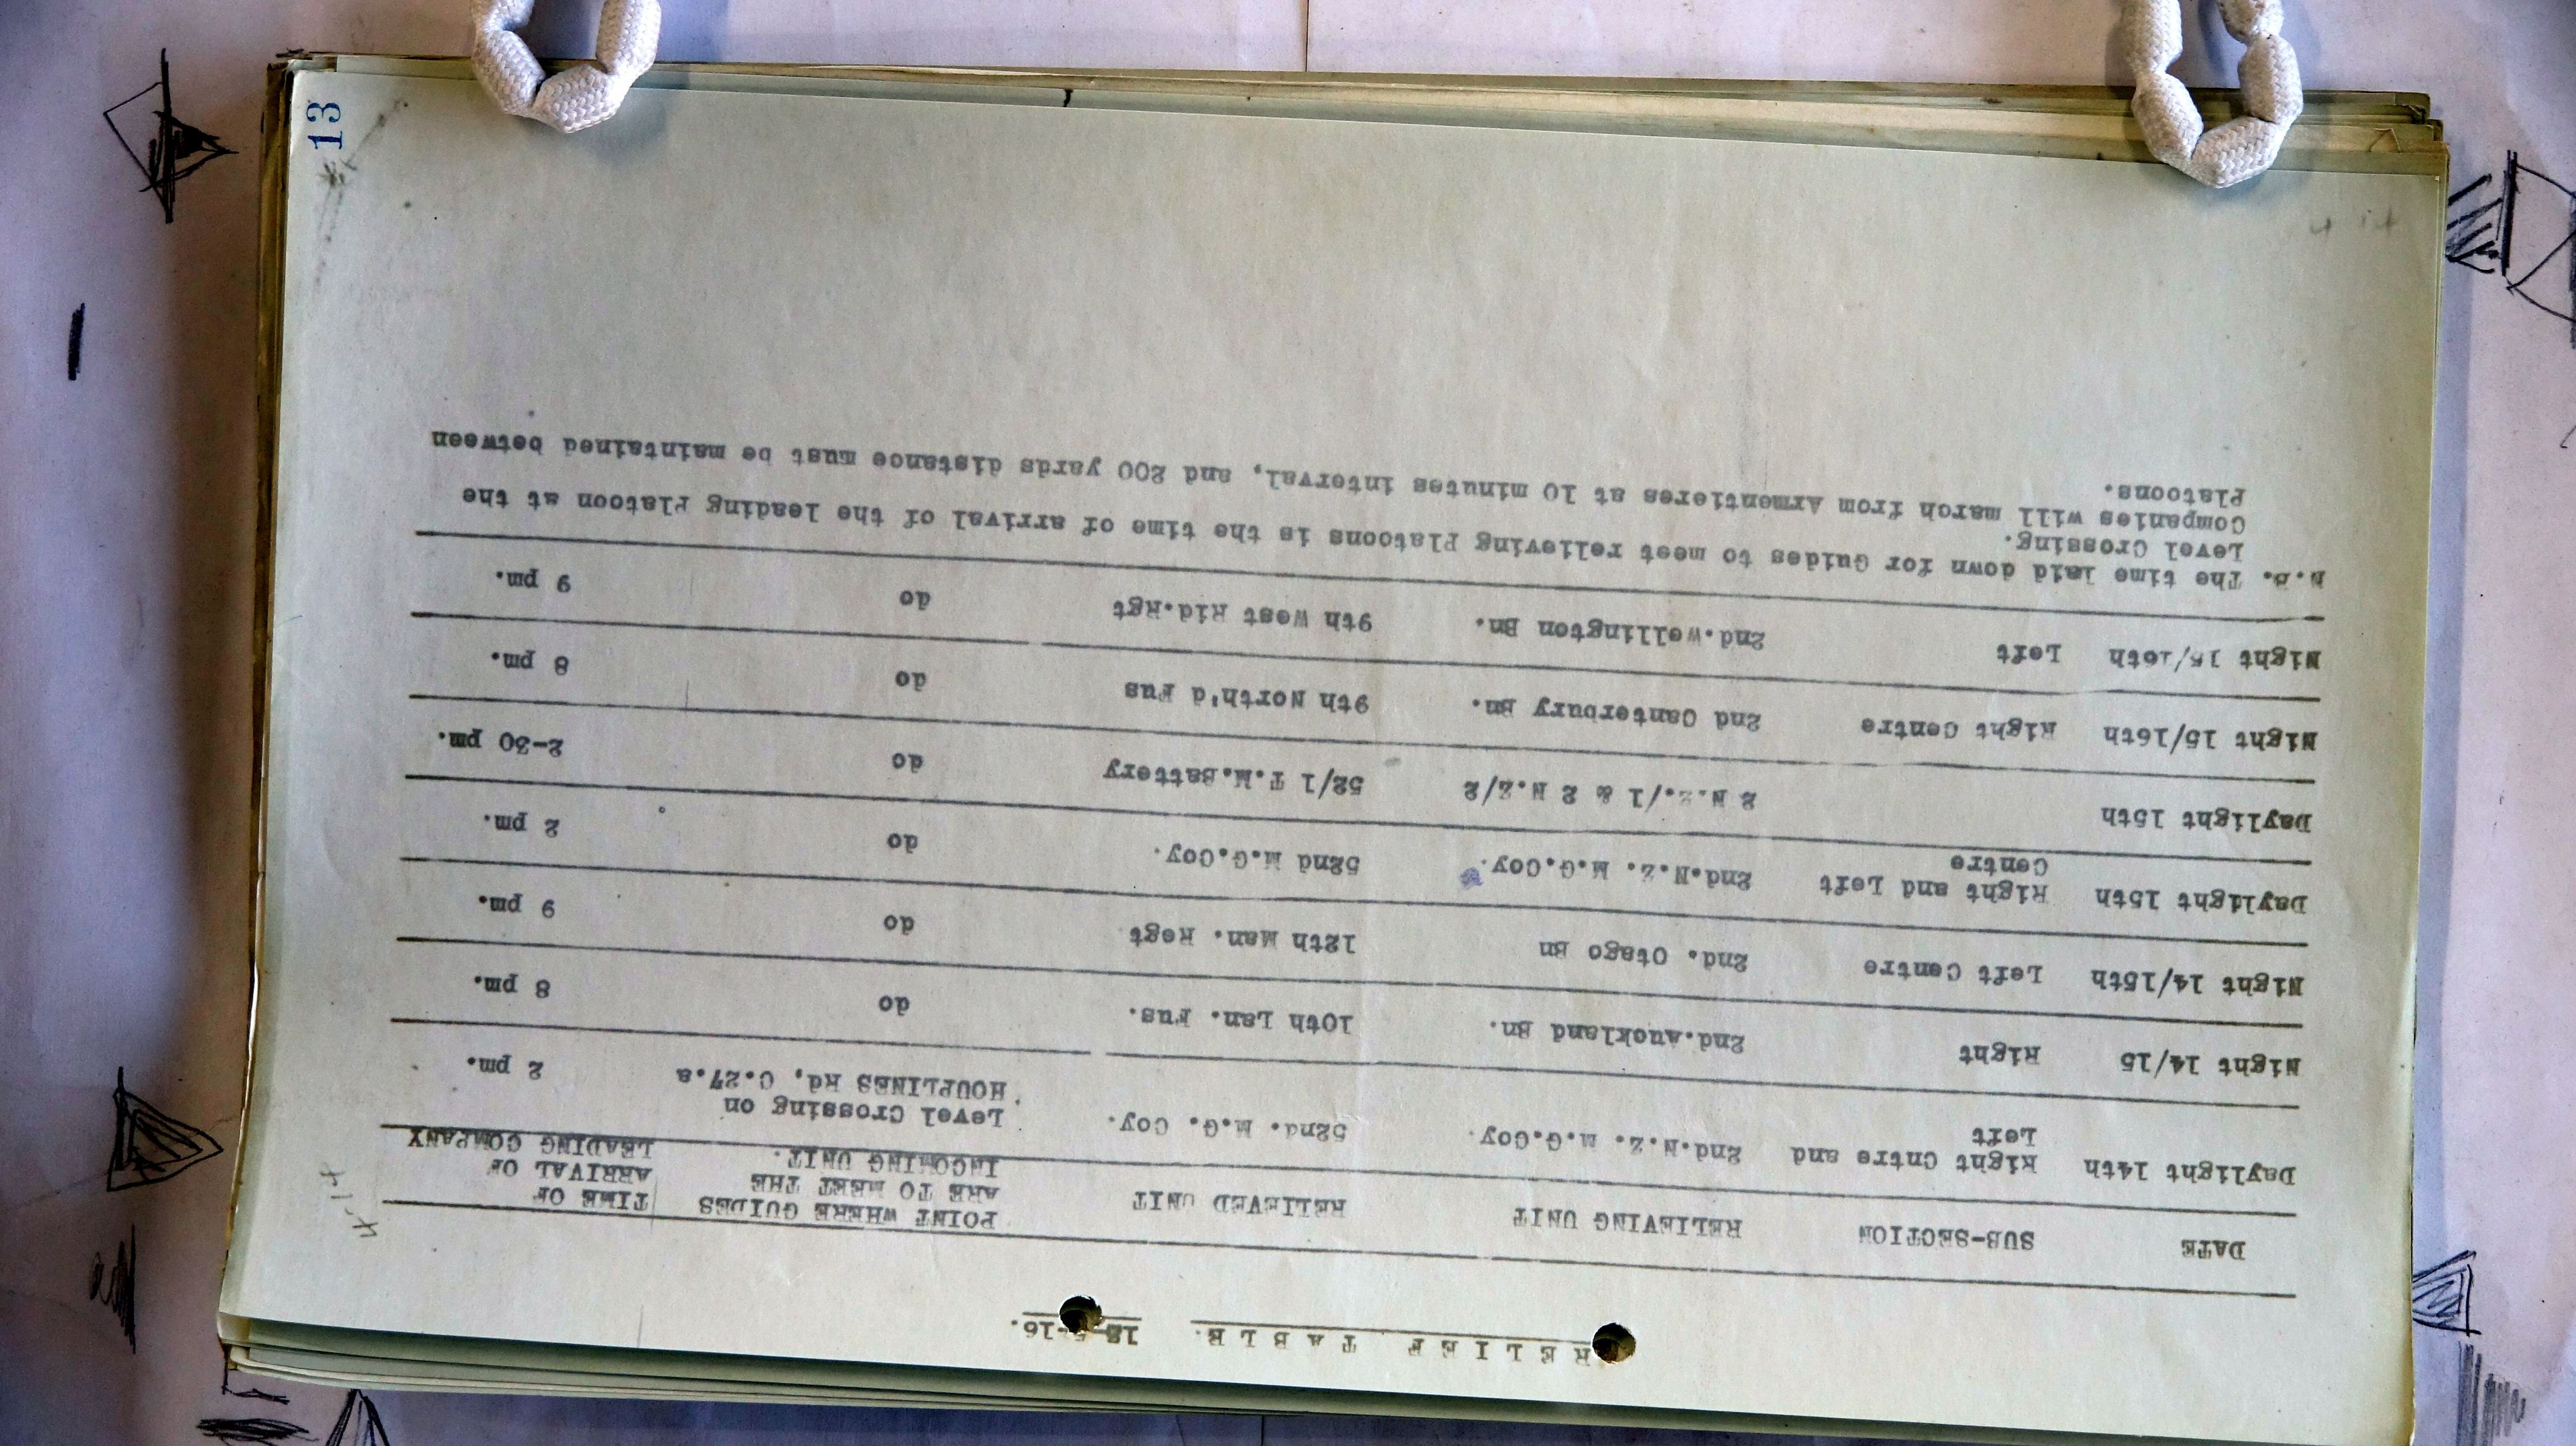 RELIEF TABLE. -16.
DATE SUB-SECTION RELIEVING UNIT RELIEVED UNIT POINT WHERE GUIDES ARE TO MEET THE INCOMING UNIT. TIME OF ARRIVAL OF LEADING COMPANY
Daylight 14th Right Cntre and Left 2nd.N.Z. M.G.Coy. 52nd. M.G. Coy. Level Crossing on HOUPLINES Rd, C.27.a 2 pm.
Night 14/15 Right 2nd.Auckland Bn 10th Lan. Fus. do 8 pm.
Night 14/15th Left Centre 2nd. Otago Bn 12th Man. Regt do 9 pm.
Daylight 15th Right and Left Centre 2nd.N.Z. M.G.Coy. 52nd M.G.Coy. do 2 pm.
Daylight 15th 2 N.Z./1 & 2 N.Z/2 52/1 T.M.Battery do 2-30 pm.
Night 15/16th Right Centre 2nd Canterbury Bn. 9th North'd Fus do 8 pm.
Night 15/16th Left 2nd.Wellington Bn. 9th West Rid.Rgt do 9 pm.
N.B. The time laid down for Guides to meet relieving Platoons is the time of arrival of the leading Platoon at the
Level Crossing.
Companies will march from Armentieres at 10 minutes interval, and 200 yards distance must be maintained between
Platoons.
13